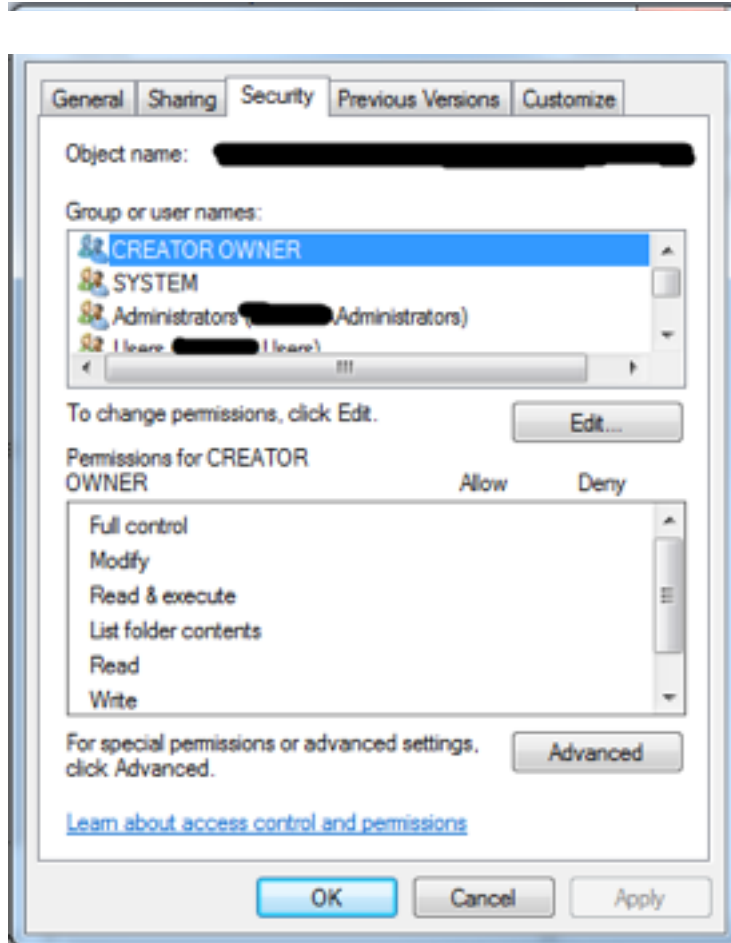 General Sharing Security Previous Versions Customize
Object name:
Group or user names:
CREATOR OWNER
SYSTEM
Administrators ( Administrators)
Users Users)
To change permissions, click Edit.
Edit...
Permissions for CREATOR
OWNER Allow Deny
Full control
Modify
Read & execute
List folder contents
Read
Write
For special permissions or advanced settings,
click Advanced.
Advanced
Learn about access control and permissions
OK Cancel Apply